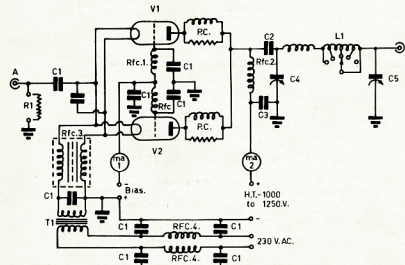 V1
P.C.
Rfc.1.
C1
A
C1
C1
C1
Rfc
R1
Rfc.3.
P.C.
V2
C2
L1
Rfc.2.
C4
C5
C3
ma
1
ma
2
Bias.
H.T.-1000
to 1250.V.
C1
T1
C1
RFC.4.
C1
230 V. AC.
C1
RFC.4.
C1